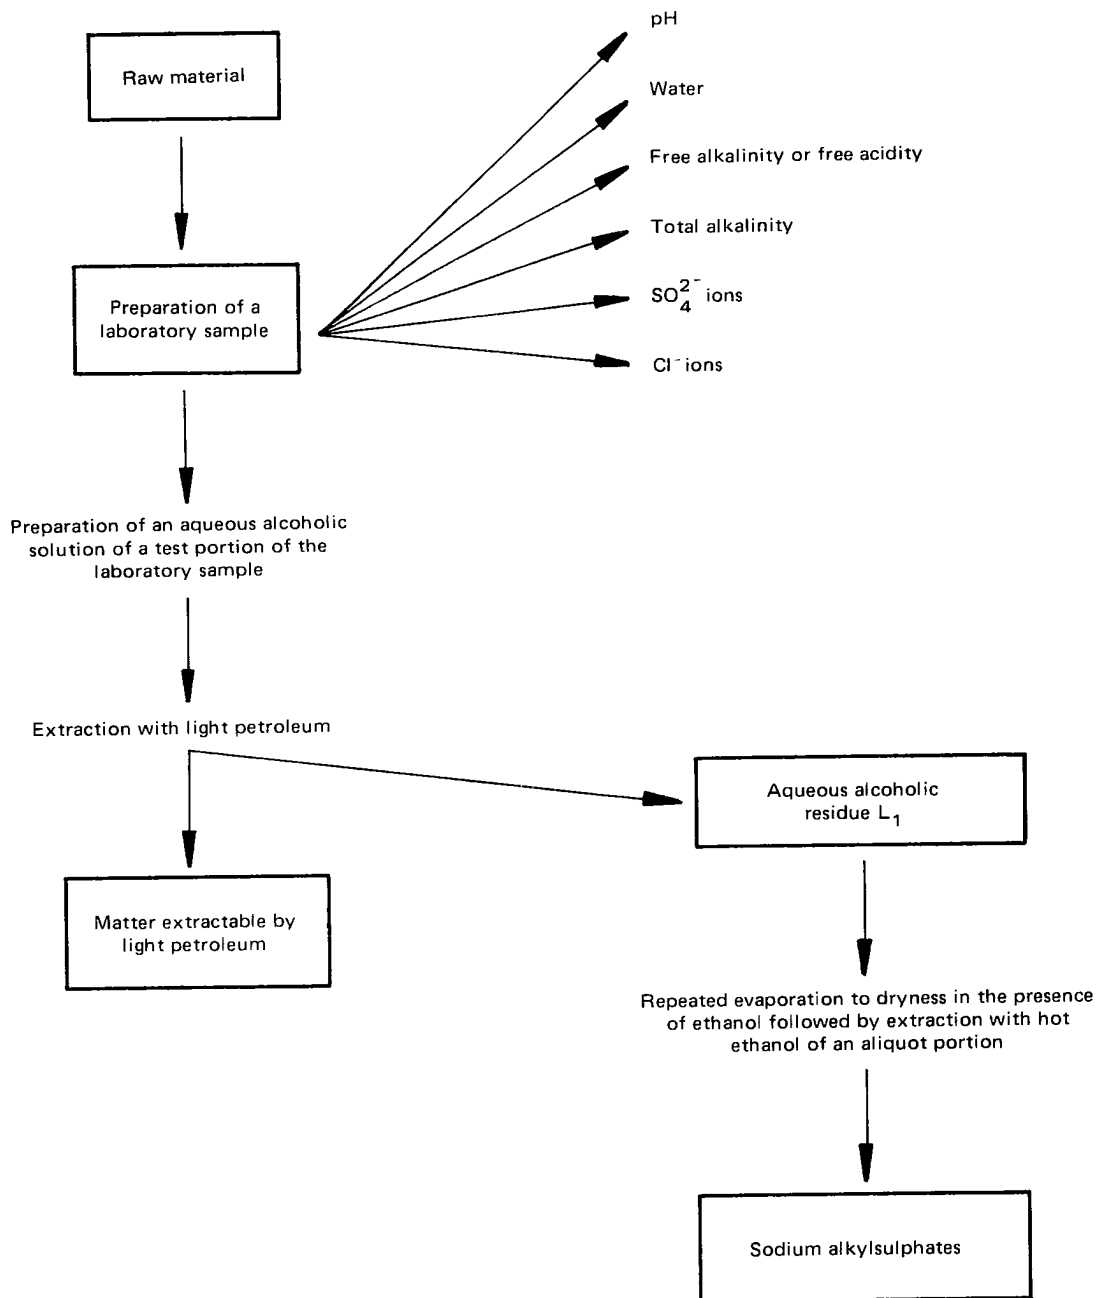 Raw material
pH
Water
Free alkalinity or free acidity
Total alkalinity
SO₄²⁻ ions
Cl⁻ ions
Preparation of a
laboratory sample
Preparation of an aqueous alcoholic
solution of a test portion of the
laboratory sample
Extraction with light petroleum
Matter extractable by
light petroleum
Aqueous alcoholic
residue L₁
Repeated evaporation to dryness in the presence
of ethanol followed by extraction with hot
ethanol of an aliquot portion
Sodium alkylsulphates